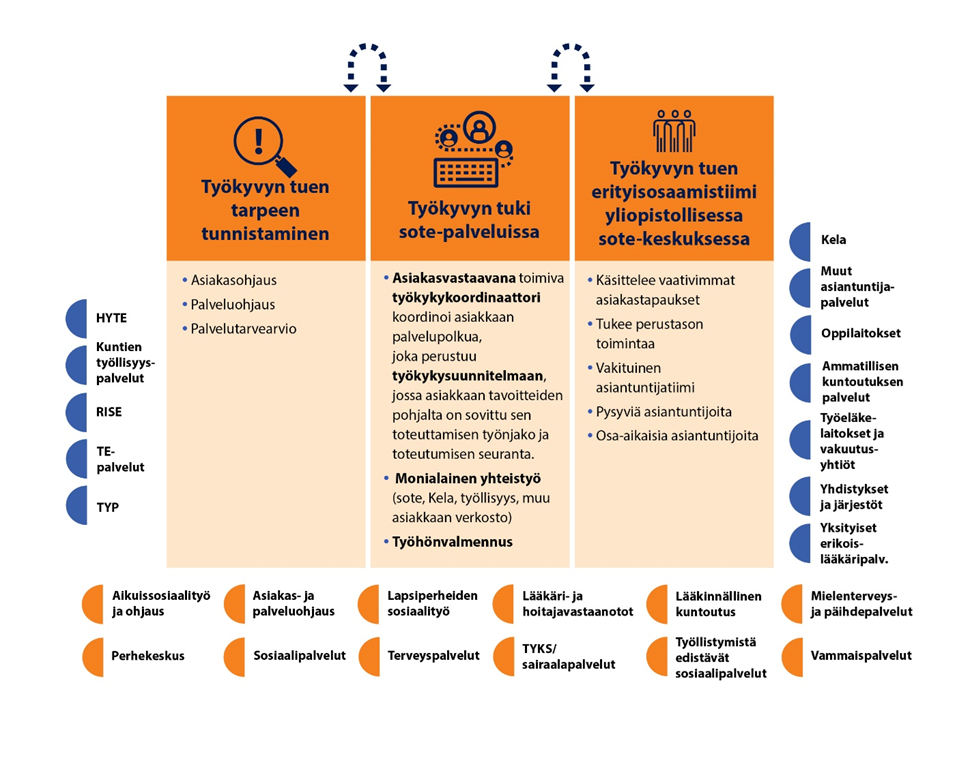 Työkyvyn tuen
tarpeen
tunnistaminen
• Asiakasohjaus
• Palveluohjaus
• Palvelutarvearvio
Työkyvyn tuki
sote-palveluissa
• Asiakasvastaavana toimiva
työkykykoordinaattori
koordinoi asiakkaan
palvelupolkua,
joka perustuu
työkykysuunnitelmaan,
jossa asiakkaan tavoitteiden
pohjalta on sovittu sen
toteuttamisen työnjako ja
toteutumisen seuranta.
• Monialainen yhteistyö
(sote, Kela, työllisyys, muu
asiakkaan verkosto)
• Työhönvalmennus
Työkyvyn tuen
erityisosaamistiimi
yliopistollisessa
sote-keskuksessa
• Käsittelee vaativimmat
asiakastapaukset
• Tukee perustason
toimintaa
• Vakituinen
asiantuntijatiimi
• Pysyviä asiantuntijoita
• Osa-aikaisia asiantuntijoita
HYTE
Kuntien
työllisyys-
palvelut
RISE
TE-
palvelut
TYP
Kela
Muut
asiantuntija-
palvelut
Oppilaitokset
Ammatillisen
kuntoutuksen
palvelut
Työeläke-
laitokset ja
vakuutus-
yhtiöt
Yhdistykset
ja järjestöt
Yksityiset
erikois-
lääkäripalv.
Aikuissosiaalityö
ja ohjaus
Asiakas- ja
palveluohjaus
Lapsiperheiden
sosiaalityö
Lääkäri- ja
hoitajavastaanotot
Lääkinnällinen
kuntoutus
Mielenterveys-
ja päihdepalvelut
Perhekeskus
Sosiaalipalvelut
Terveyspalvelut
TYKS/
sairaalapalvelut
Työllistymistä
edistävät
sosiaalipalvelut
Vammaispalvelut